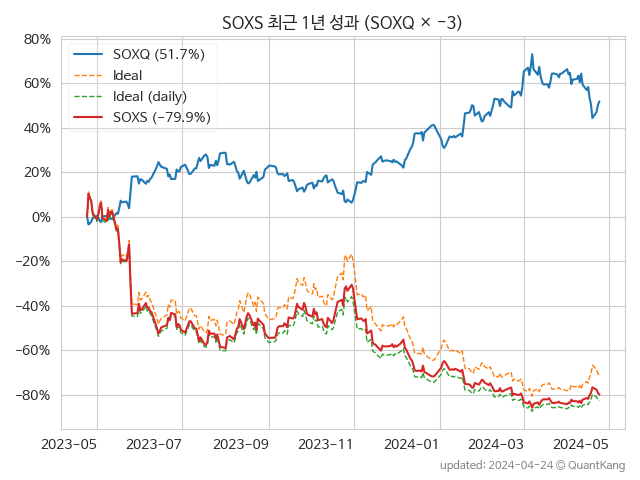 SOXS 최근 1년 성과 (SOXQ × −3)
80%
60%
40%
20%
0%
−20%
−40%
−60%
−80%
SOXQ (51.7%)
Ideal
Ideal (daily)
SOXS (−79.9%)
2023-05
2023-07
2023-09
2023-11
2024-01
2024-03
2024-05
updated: 2024-04-24 © QuantKang